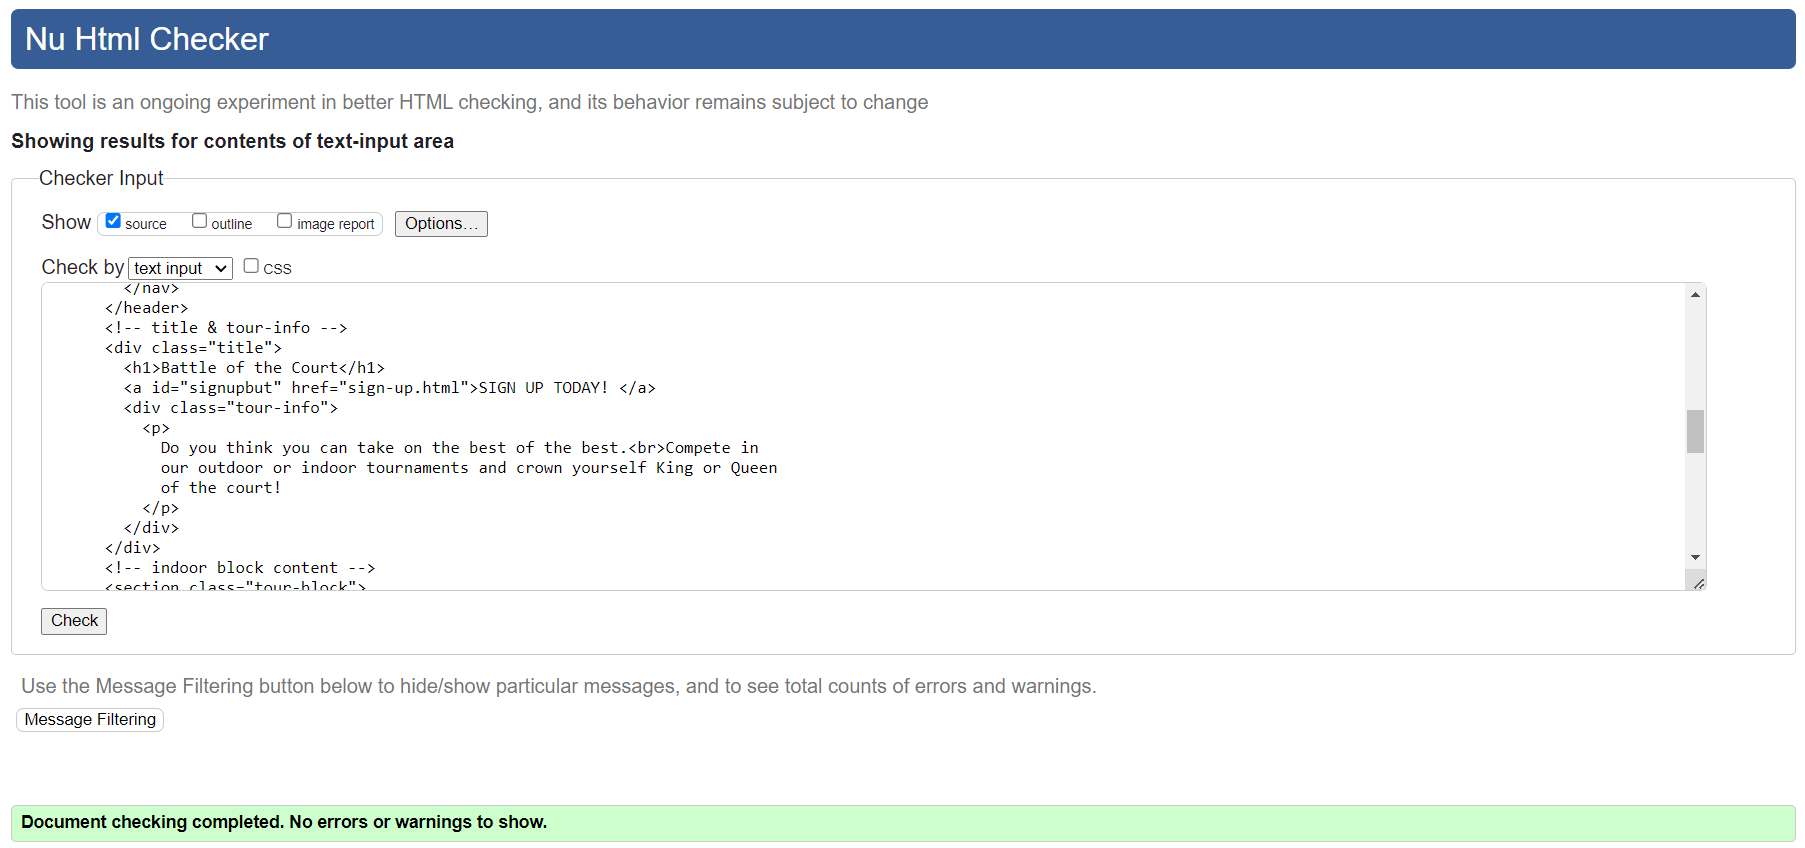 Nu Html Checker
This tool is an ongoing experiment in better HTML checking, and its behavior remains subject to change
Showing results for contents of text-input area
Checker Input
Show source outline image report Options...
Check by text input CSS
</nav>
</header>
<!-- title & tour-info -->
<div class="title">
<h1>Battle of the Court</h1>
<a id="signupbut" href="sign-up.html">SIGN UP TODAY! </a>
<div class="tour-info">
<p>
Do you think you can take on the best of the best.<br>Compete in
our outdoor or indoor tournaments and crown yourself King or Queen
of the court!
</p>
</div>
</div>
<!-- indoor block content -->
<section class="tour-block">
Check
Use the Message Filtering button below to hide/show particular messages, and to see total counts of errors and warnings.
Message Filtering
Document checking completed. No errors or warnings to show.